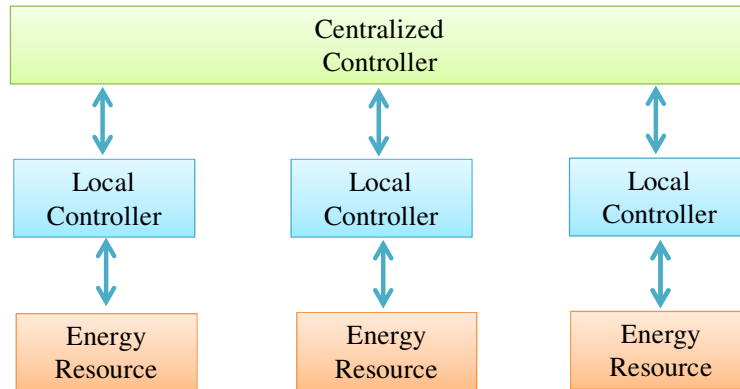 Centralized
Controller
Local
Controller
Local
Controller
Local
Controller
Energy
Resource
Energy
Resource
Energy
Resource